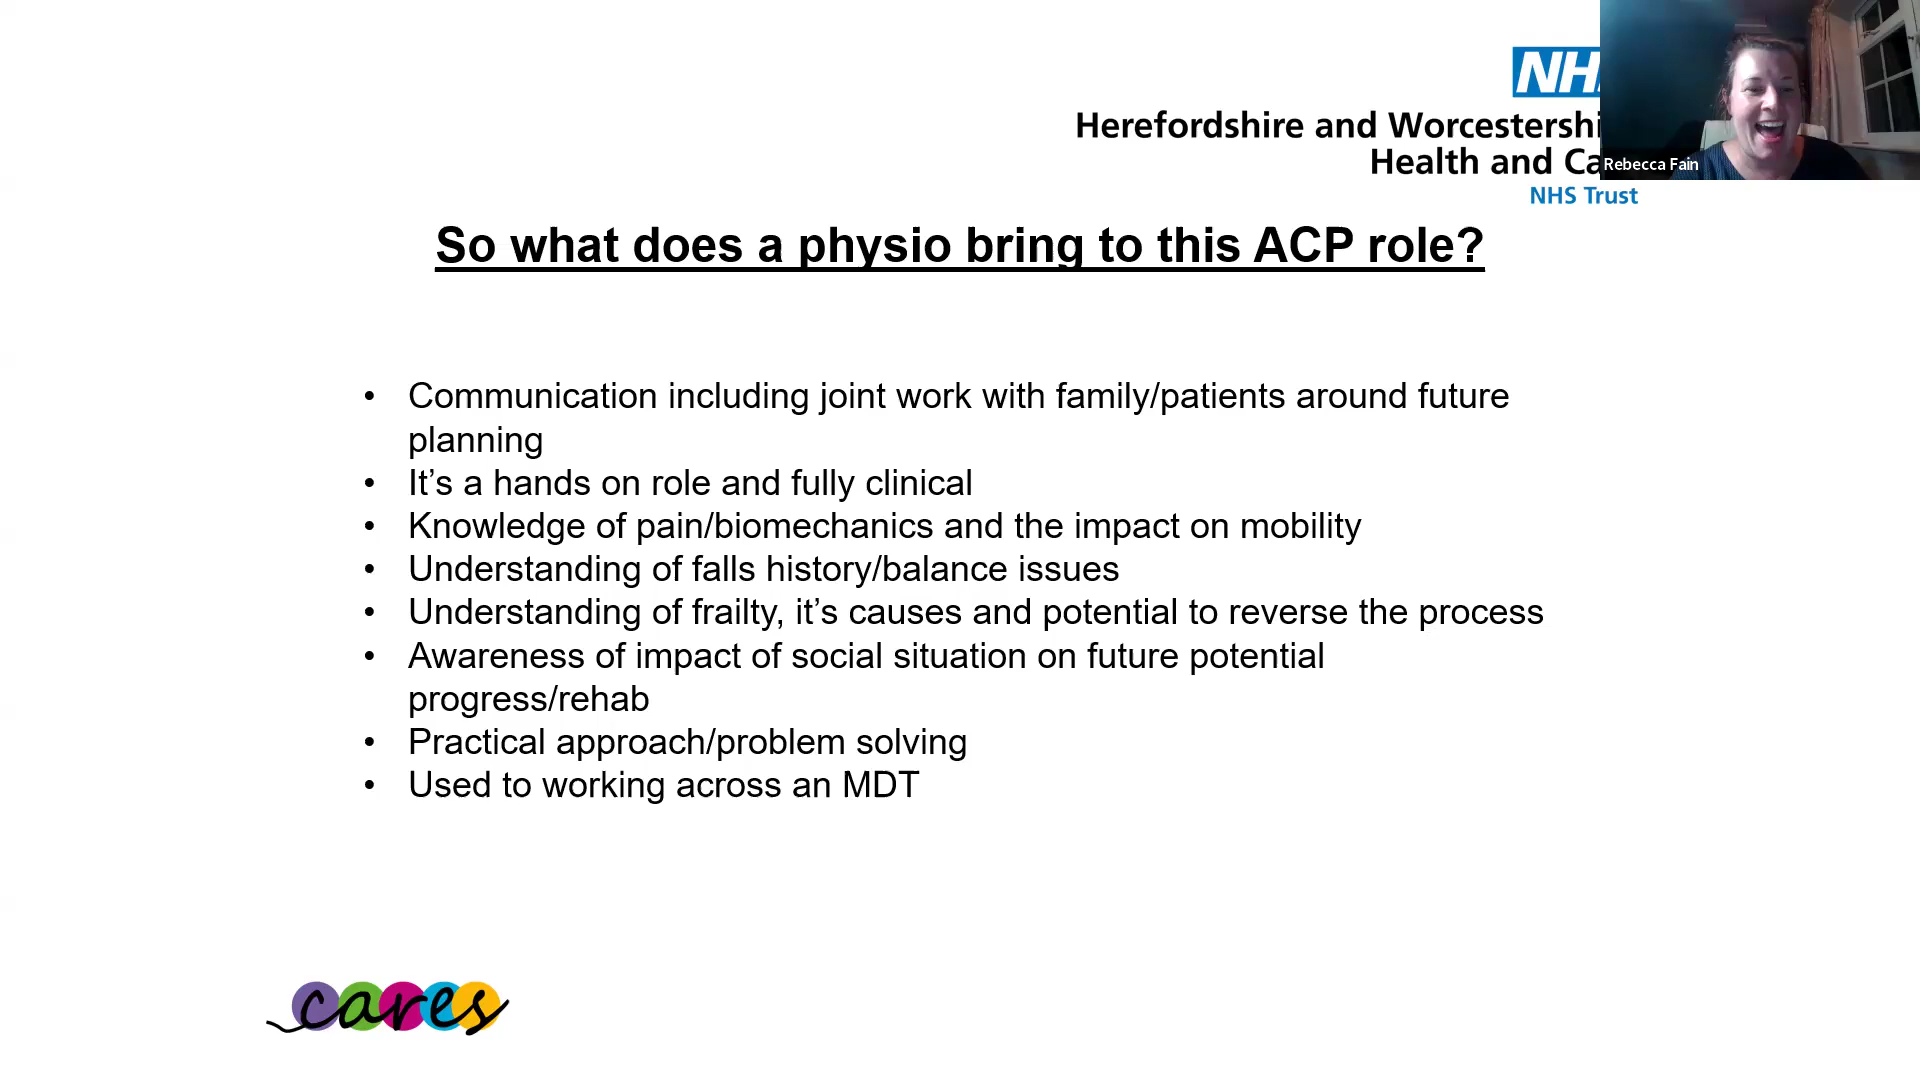 NH
Herefordshire and Worcestershi
Health and Ca
Rebecca Fain
NHS Trust
So what does a physio bring to this ACP role?
• Communication including joint work with family/patients around future
planning
• It’s a hands on role and fully clinical
• Knowledge of pain/biomechanics and the impact on mobility
• Understanding of falls history/balance issues
• Understanding of frailty, it’s causes and potential to reverse the process
• Awareness of impact of social situation on future potential
progress/rehab
• Practical approach/problem solving
• Used to working across an MDT
cares